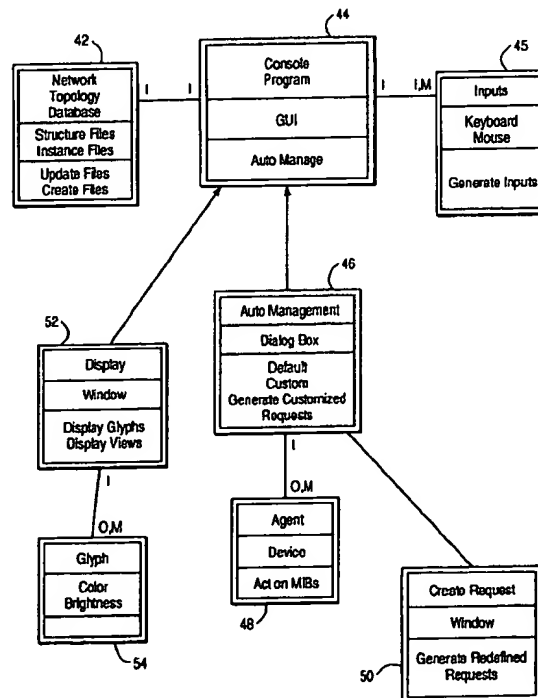 42
Network
Topology
Database
Structure Files
Instance Files
Update Files
Create Files
I
I
44
Console
Program
GUI
Auto Manage
I
I,M
45
Inputs
Keyboard
Mouse
Generate Inputs
52
Display
Window
Display Glyphs
Display Views
I
O,M
Glyph
Color
Brightness
54
46
Auto Management
Dialog Box
Default
Custom
Generate Customized
Requests
I
O,M
Agent
Device
Act on MIBs
48
Create Request
Window
Generate Redefined
Requests
50